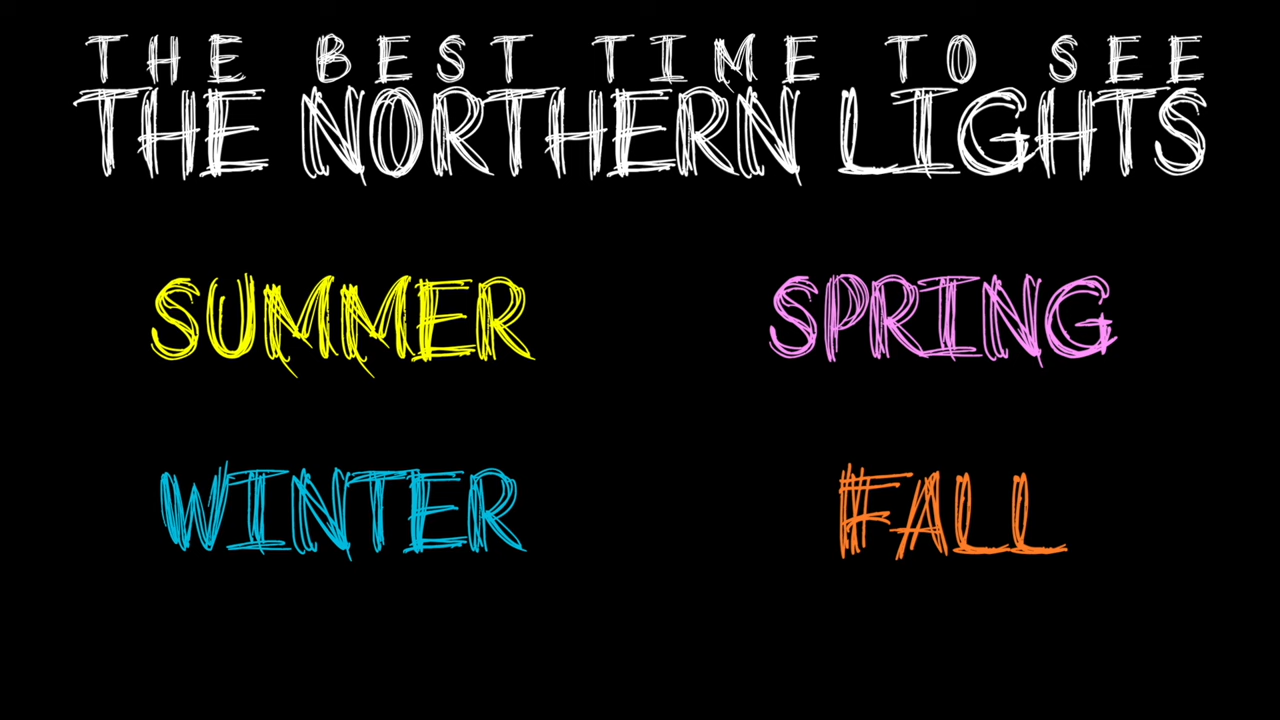 THE BEST TIME TO SEE
THE NORTHERN LIGHTS
SUMMER SPRING
WINTER FALL